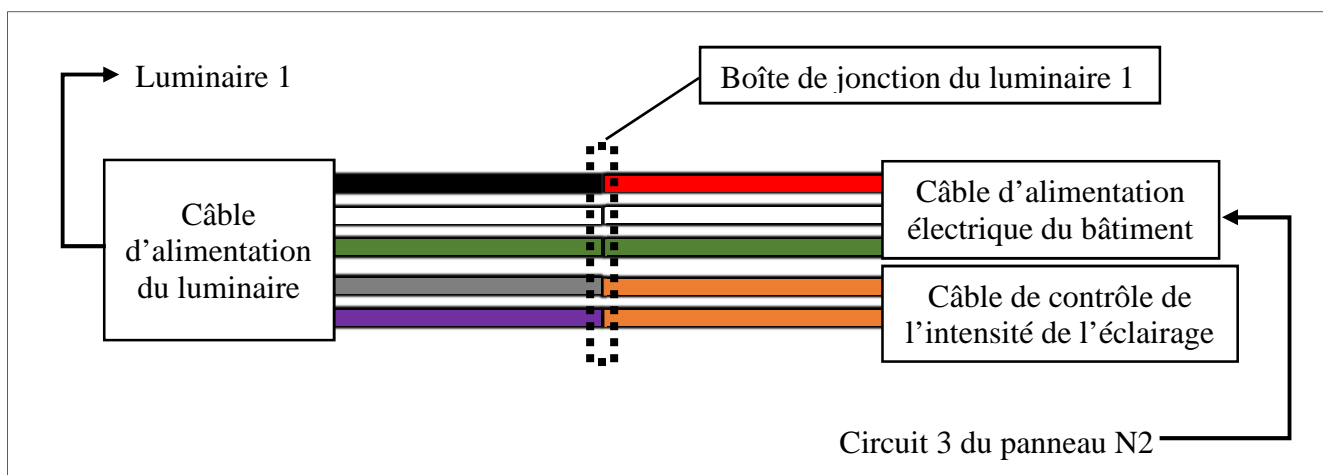 Luminaire 1
Boîte de jonction du luminaire 1
Câble
d’alimentation
du luminaire
Câble d’alimentation
électrique du bâtiment
Câble de contrôle de
l’intensité de l’éclairage
Circuit 3 du panneau N2